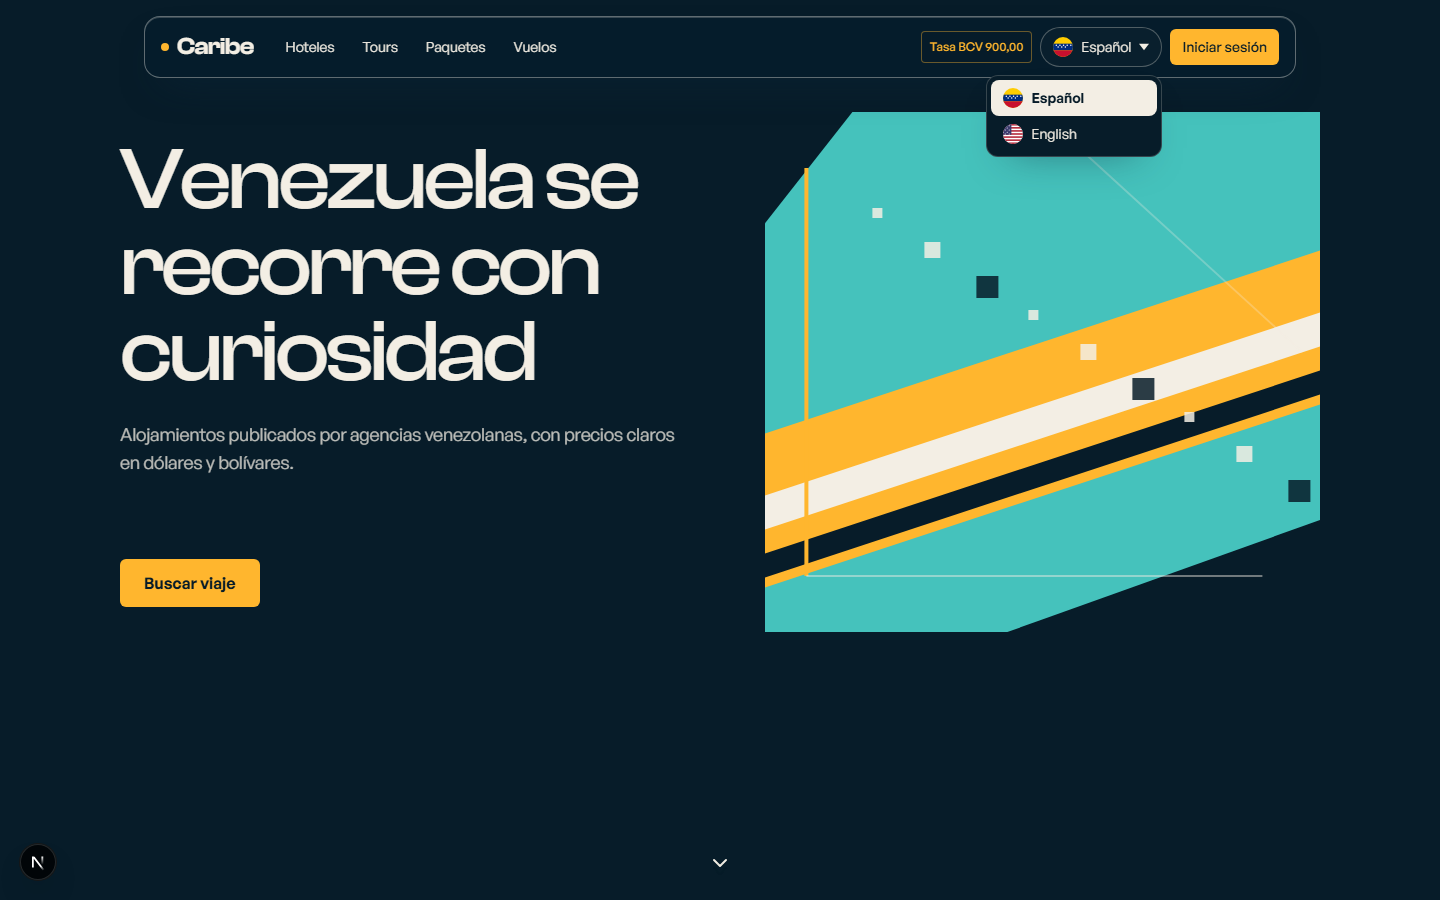 Caribe
Hoteles
Tours
Paquetes
Vuelos
Tasa BCV 900,00
Español
Iniciar sesión
Español
English
Venezuela se
recorre con
curiosidad
Alojamientos publicados por agencias venezolanas, con precios claros
en dólares y bolívares.
Buscar viaje
N